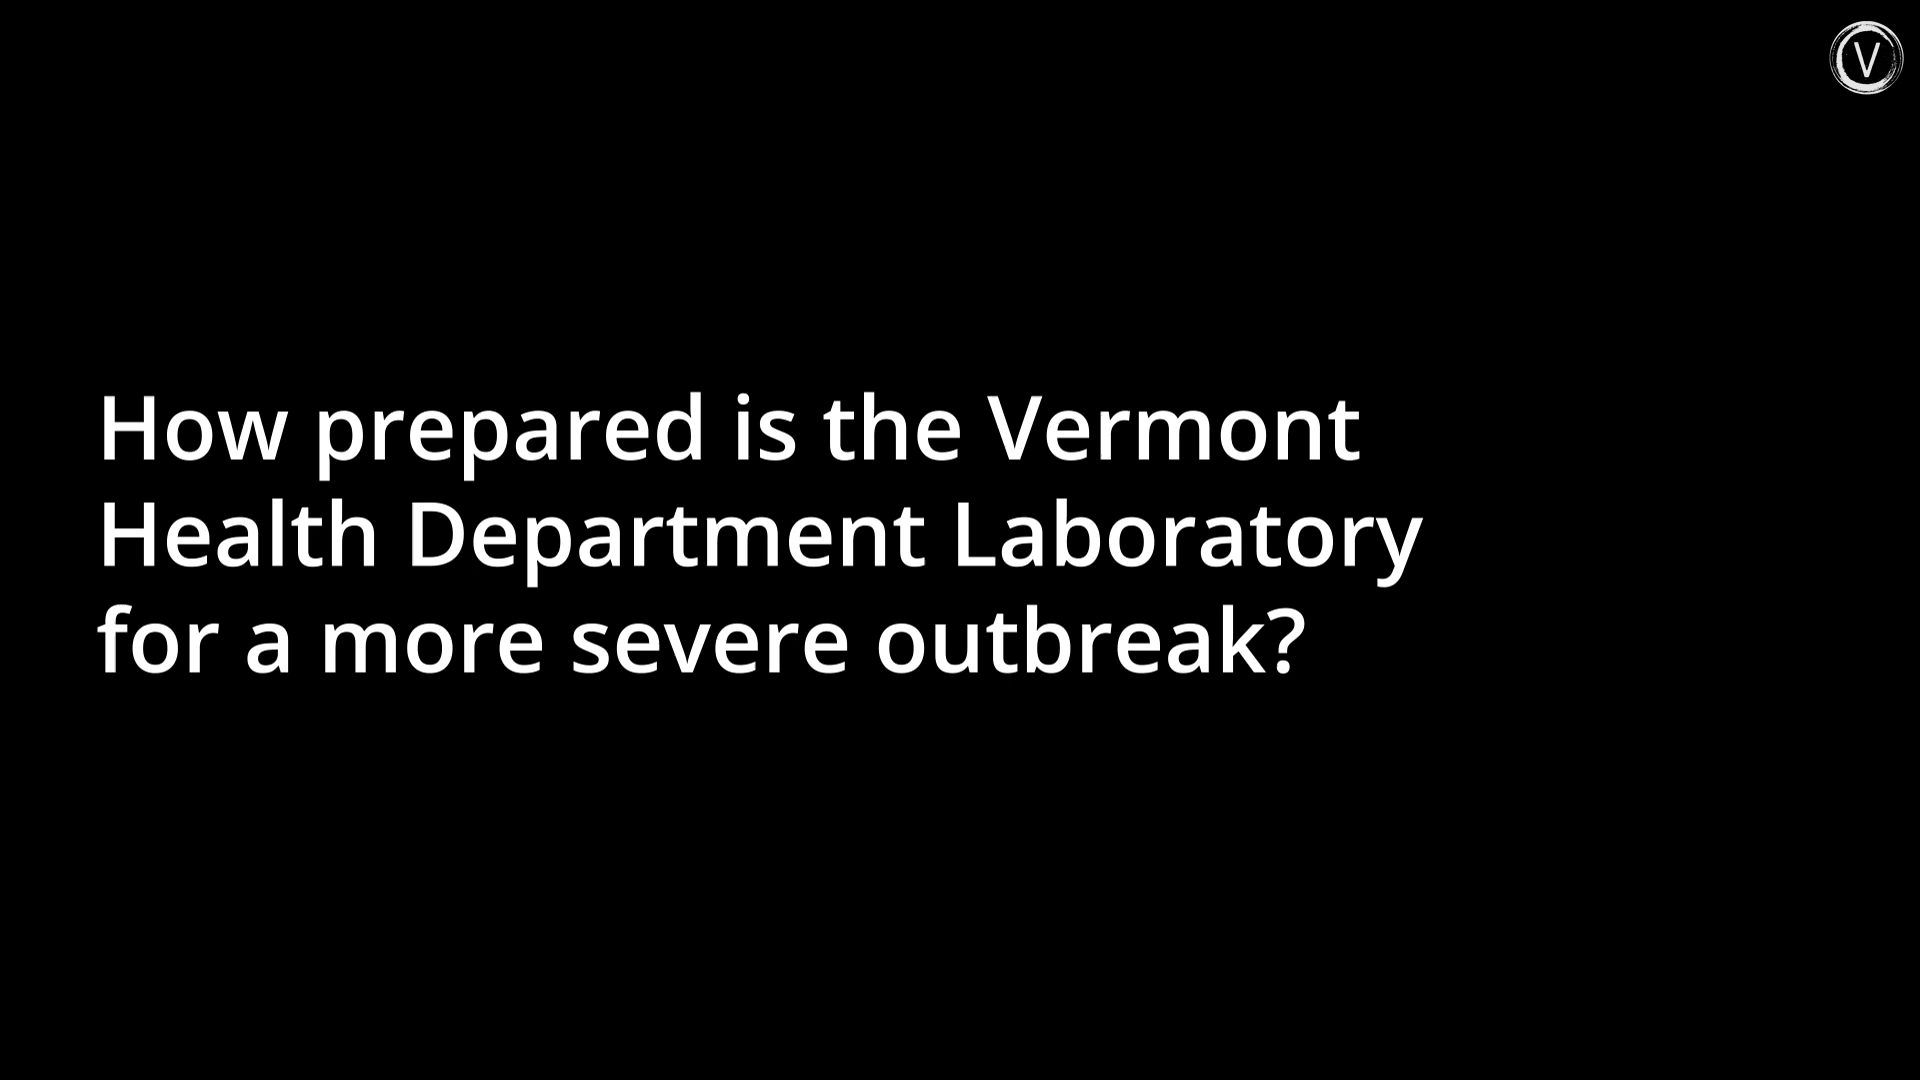 V
How prepared is the Vermont
Health Department Laboratory
for a more severe outbreak?